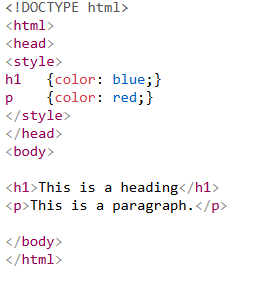 <!DOCTYPE html>
<html>
<head>
<style>
h1   {color: blue;}
p    {color: red;}
</style>
</head>
<body>

<h1>This is a heading</h1>
<p>This is a paragraph.</p>

</body>
</html>